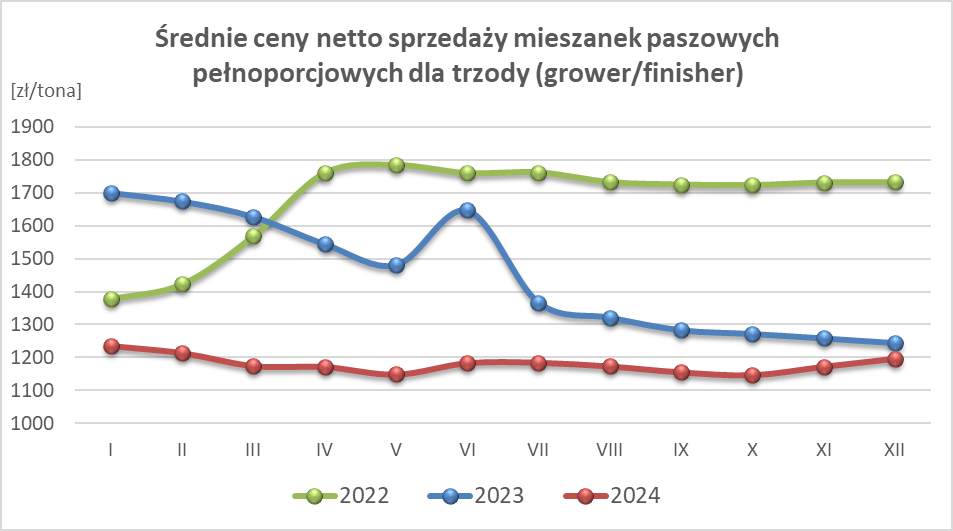 Średnie ceny netto sprzedaży mieszanek paszowych
pełnoporcjowych dla trzody (grower/finisher)
[zł/tona]
1900
1800
1700
1600
1500
1400
1300
1200
1100
1000
I II III IV V VI VII VIII IX X XI XII
2022 2023 2024